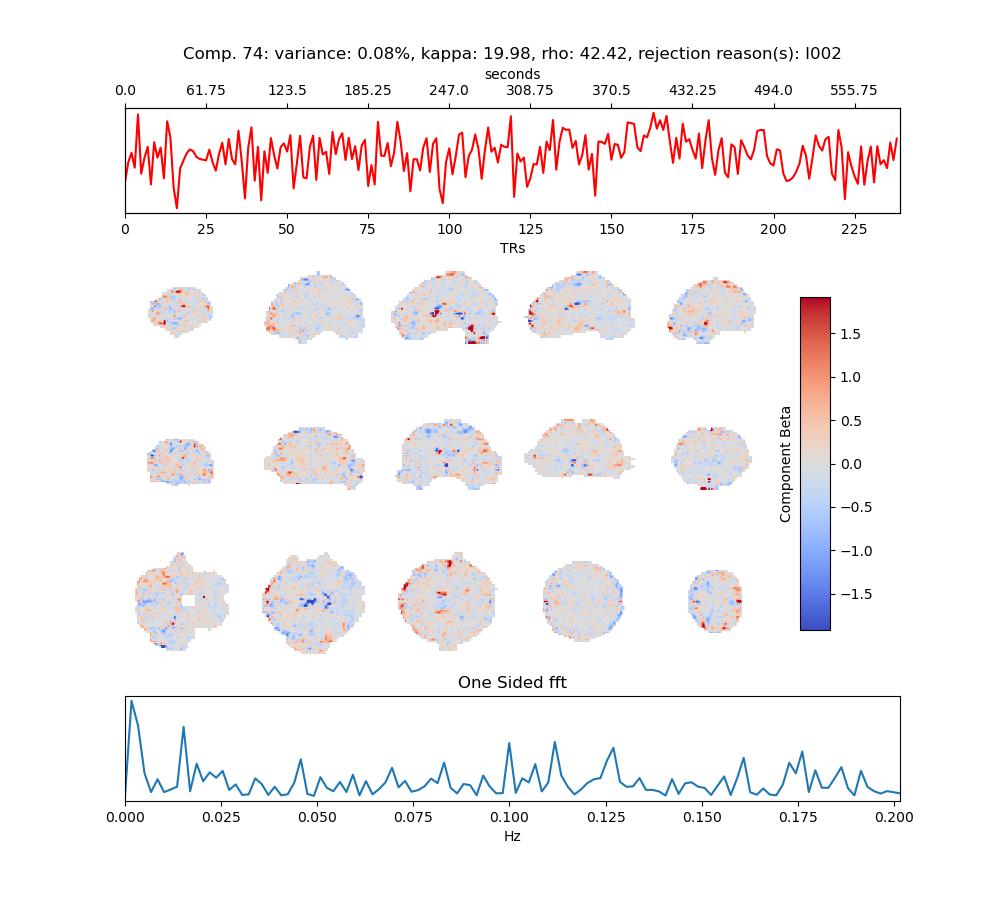 Comp. 74: variance: 0.08%, kappa: 19.98, rho: 42.42, rejection reason(s): I002
seconds
0.0 61.75 123.5 185.25 247.0 308.75 370.5 432.25 494.0 555.75
0 25 50 75 100 125 150 175 200 225
TRs
Component Beta
1.5
1.0
0.5
0.0
−0.5
−1.0
−1.5
One Sided fft
0.000 0.025 0.050 0.075 0.100 0.125 0.150 0.175 0.200
Hz